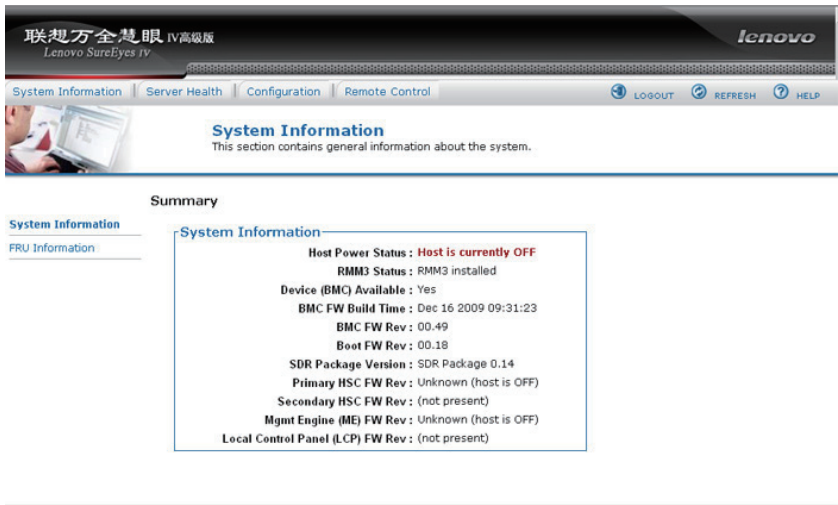 联想万全慧眼 IV高级版
Lenovo SureEyes IV
lenovo
System Information
Server Health
Configuration
Remote Control
LOGOUT
REFRESH
HELP
System Information
This section contains general information about the system.
Summary
System Information
FRU Information
System Information
Host Power Status : Host is currently OFF
RMM3 Status : RMM3 installed
Device (BMC) Available : Yes
BMC FW Build Time : Dec 16 2009 09:31:23
BMC FW Rev : 00.49
Boot FW Rev : 00.18
SDR Package Version : SDR Package 0.14
Primary HSC FW Rev : Unknown (host is OFF)
Secondary HSC FW Rev : (not present)
Mgmt Engine (ME) FW Rev : Unknown (host is OFF)
Local Control Panel (LCP) FW Rev : (not present)